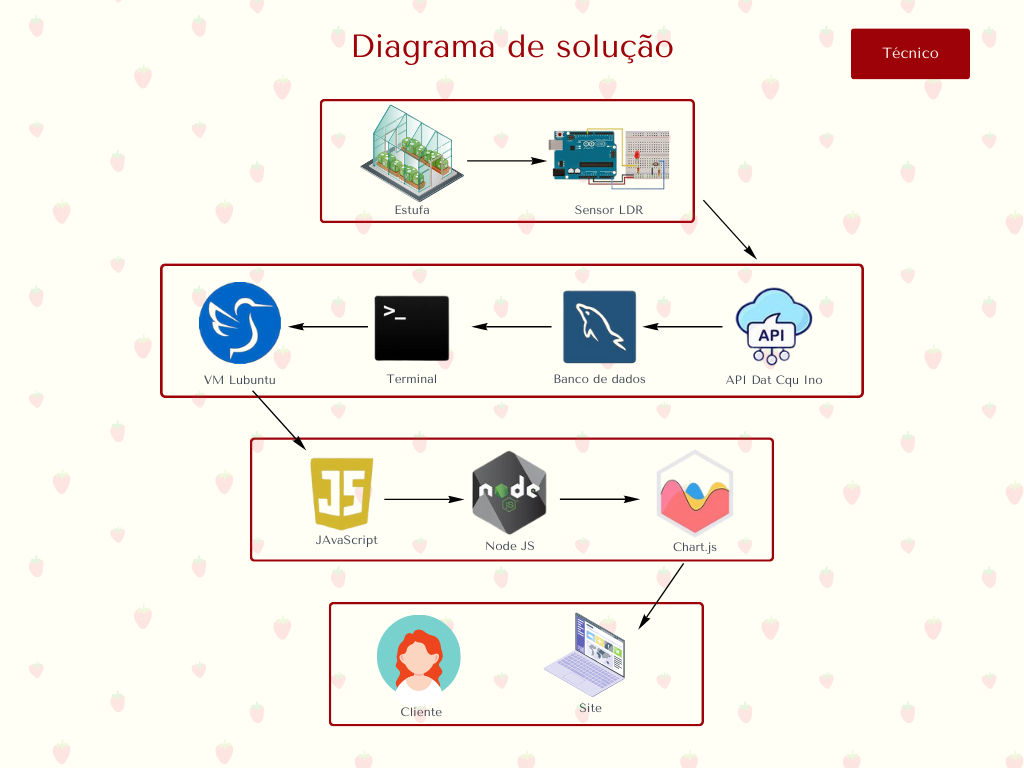 Diagrama de solução
Técnico
Estufa
Sensor LDR
>_
API
VM Lubuntu
Terminal
Banco de dados
API Dat Cqu Ino
JS
node
JS
JAvaScript
Node JS
Chart.js
Cliente
Site